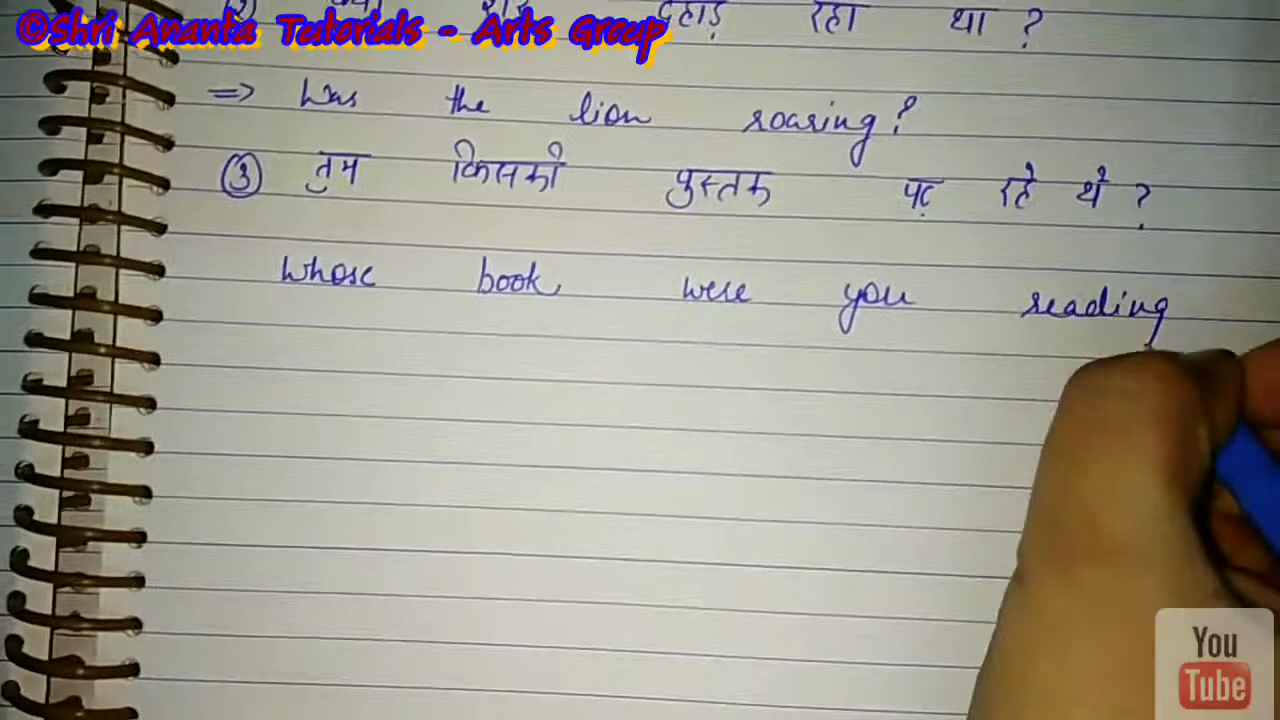 ©Shri Ananta Tutorials - Arts Group
(2) क्या शेर दहाड़ रहा था ?
=> Was the lion roaring?
③ तुम किसकी पुस्तक पढ़ रहे थे ?
Whose book were you reading
You
Tube